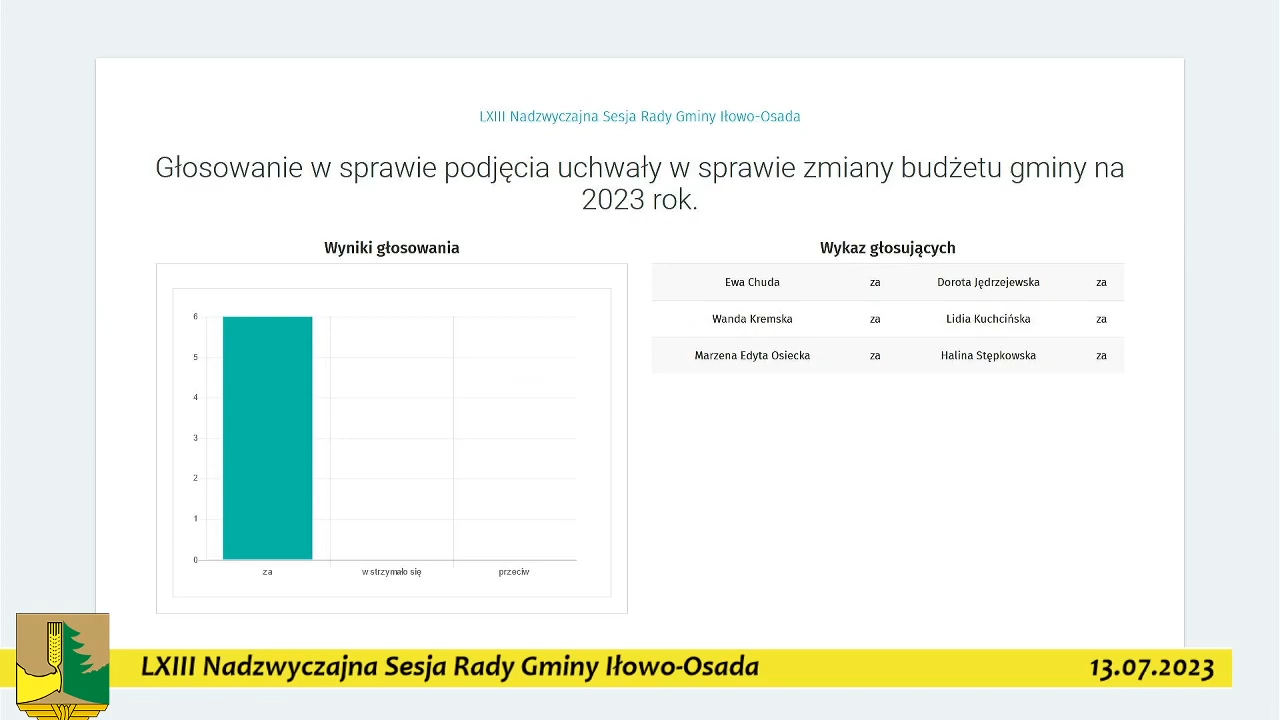 LXIII Nadzwyczajna Sesja Rady Gminy Iłowo-Osada
Głosowanie w sprawie podjęcia uchwały w sprawie zmiany budżetu gminy na
2023 rok.
Wyniki głosowania
6
5
4
3
2
1
0
za wstrzymało się przeciw
Wykaz głosujących
Ewa Chuda za Dorota Jędrzejewska za
Wanda Kremska za Lidia Kuchcińska za
Marzena Edyta Osiecka za Halina Stępkowska za
LXIII Nadzwyczajna Sesja Rady Gminy Iłowo-Osada 13.07.2023